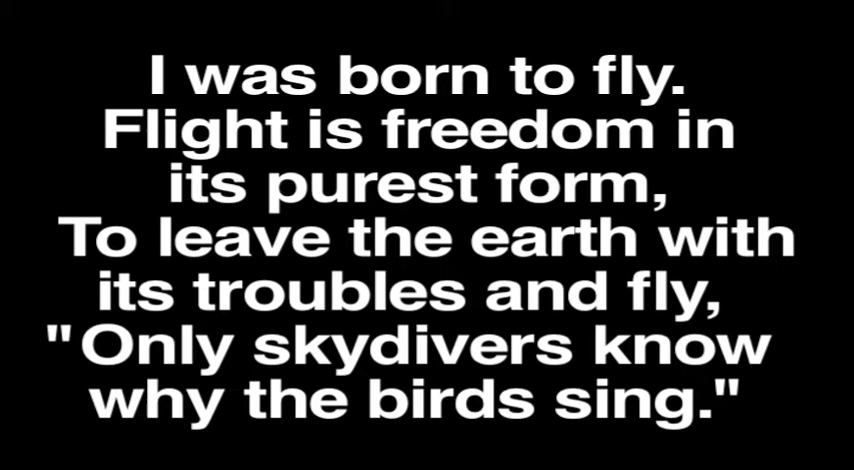 I was born to fly.
Flight is freedom in
its purest form,
To leave the earth with
its troubles and fly,
"Only skydivers know
why the birds sing."